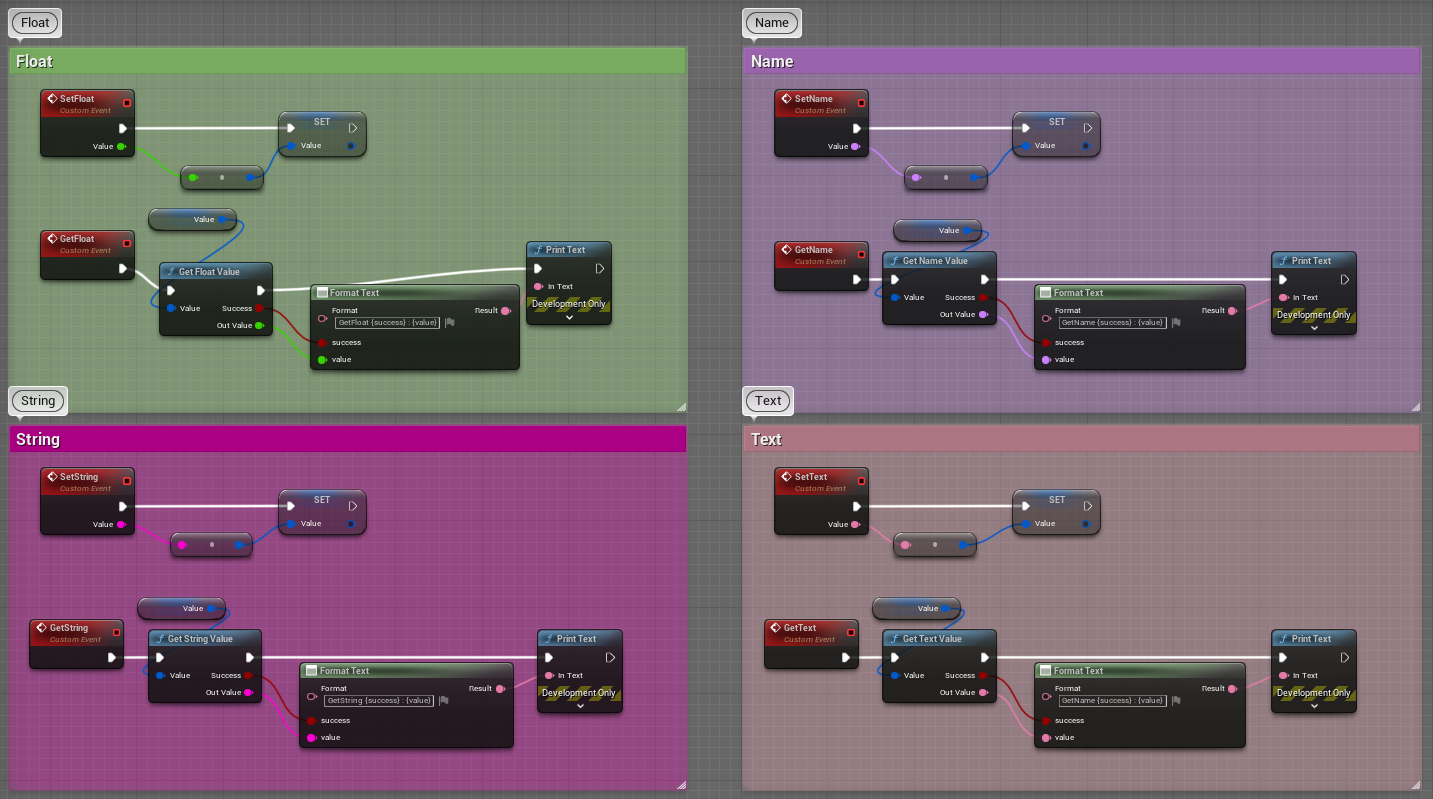 Float
Float
SetFloat
Custom Event
Value
SET
Value
Value
GetFloat
Custom Event
Get Float Value
Value
Success
Out Value
Format Text
Format
GetFloat {success} : {value}
Result
success
value
Print Text
In Text
Development Only
Name
Name
SetName
Custom Event
Value
SET
Value
Value
GetName
Custom Event
Get Name Value
Value
Success
Out Value
Format Text
Format
GetName {success} : {value}
Result
success
value
Print Text
In Text
Development Only
String
String
SetString
Custom Event
Value
SET
Value
Value
GetString
Custom Event
Get String Value
Value
Success
Out Value
Format Text
Format
GetString {success} : {value}
Result
success
value
Print Text
In Text
Development Only
Text
Text
SetText
Custom Event
Value
SET
Value
Value
GetText
Custom Event
Get Text Value
Value
Success
Out Value
Format Text
Format
GetName {success} : {value}
Result
success
value
Print Text
In Text
Development Only